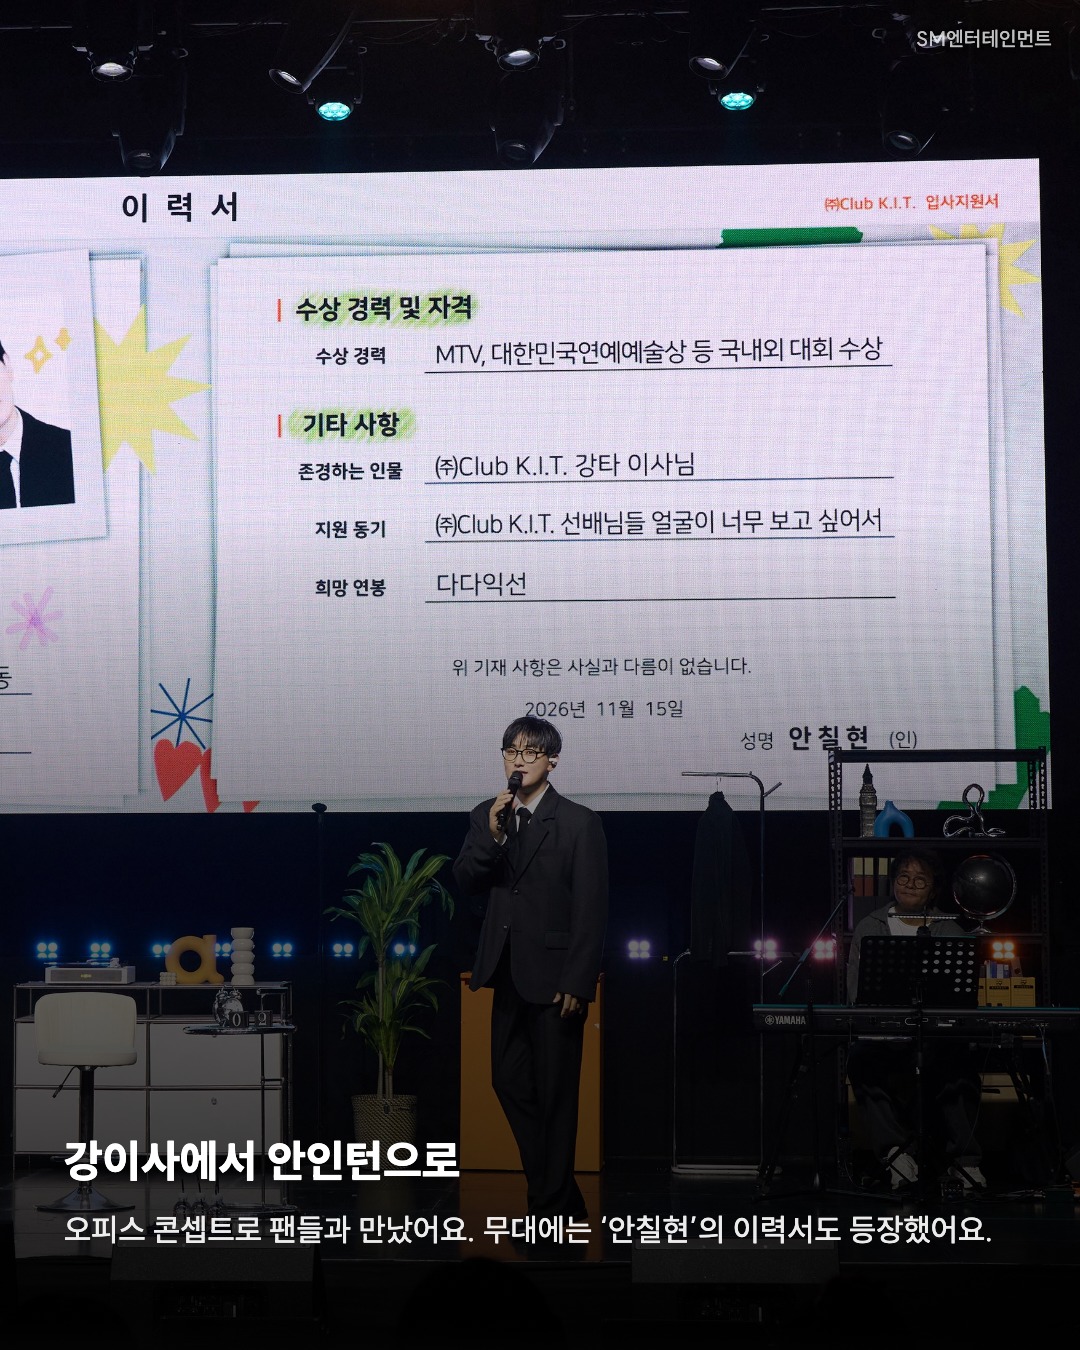 SM엔터테인먼트
이 력 서
㈜Club K.I.T. 입사지원서
수상 경력 및 자격
수상 경력 MTV, 대한민국연예예술상 등 국내외 대회 수상
기타 사항
존경하는 인물 ㈜Club K.I.T. 강타 이사님
지원 동기 ㈜Club K.I.T. 선배님들 얼굴이 너무 보고 싶어서
희망 연봉 다다익선
동
위 기재 사항은 사실과 다름이 없습니다.
2026년 11월 15일
성명 안 칠 현 (인)
YAMAHA
강이사에서 안인턴으로
오피스 콘셉트로 팬들과 만났어요. 무대에는 ‘안칠현’의 이력서도 등장했어요.